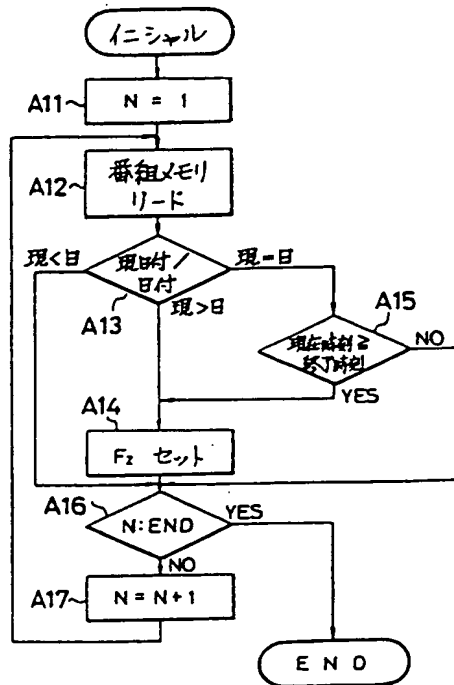 イニシャル
A11
N = 1
A12
番組メモリ
リード
現<日
現日付/
日付
現=日
A13
現>日
A15
現在時刻≧
終了時刻
NO
YES
A14
F₂ セット
A16
N:END
YES
NO
A17
N = N+1
E N D